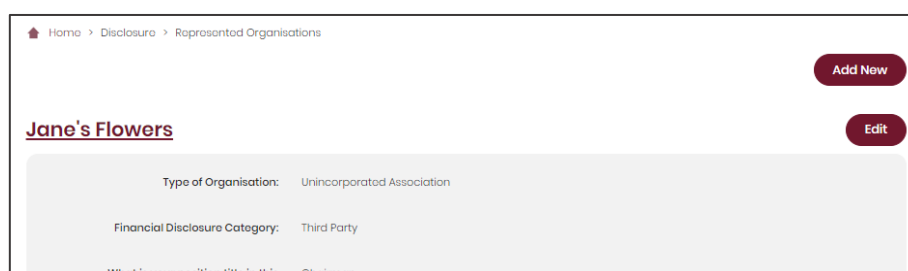 Home > Disclosure > Represented Organisations
Add New
Jane's Flowers
Edit
Type of Organisation: Unincorporated Association
Financial Disclosure Category: Third Party